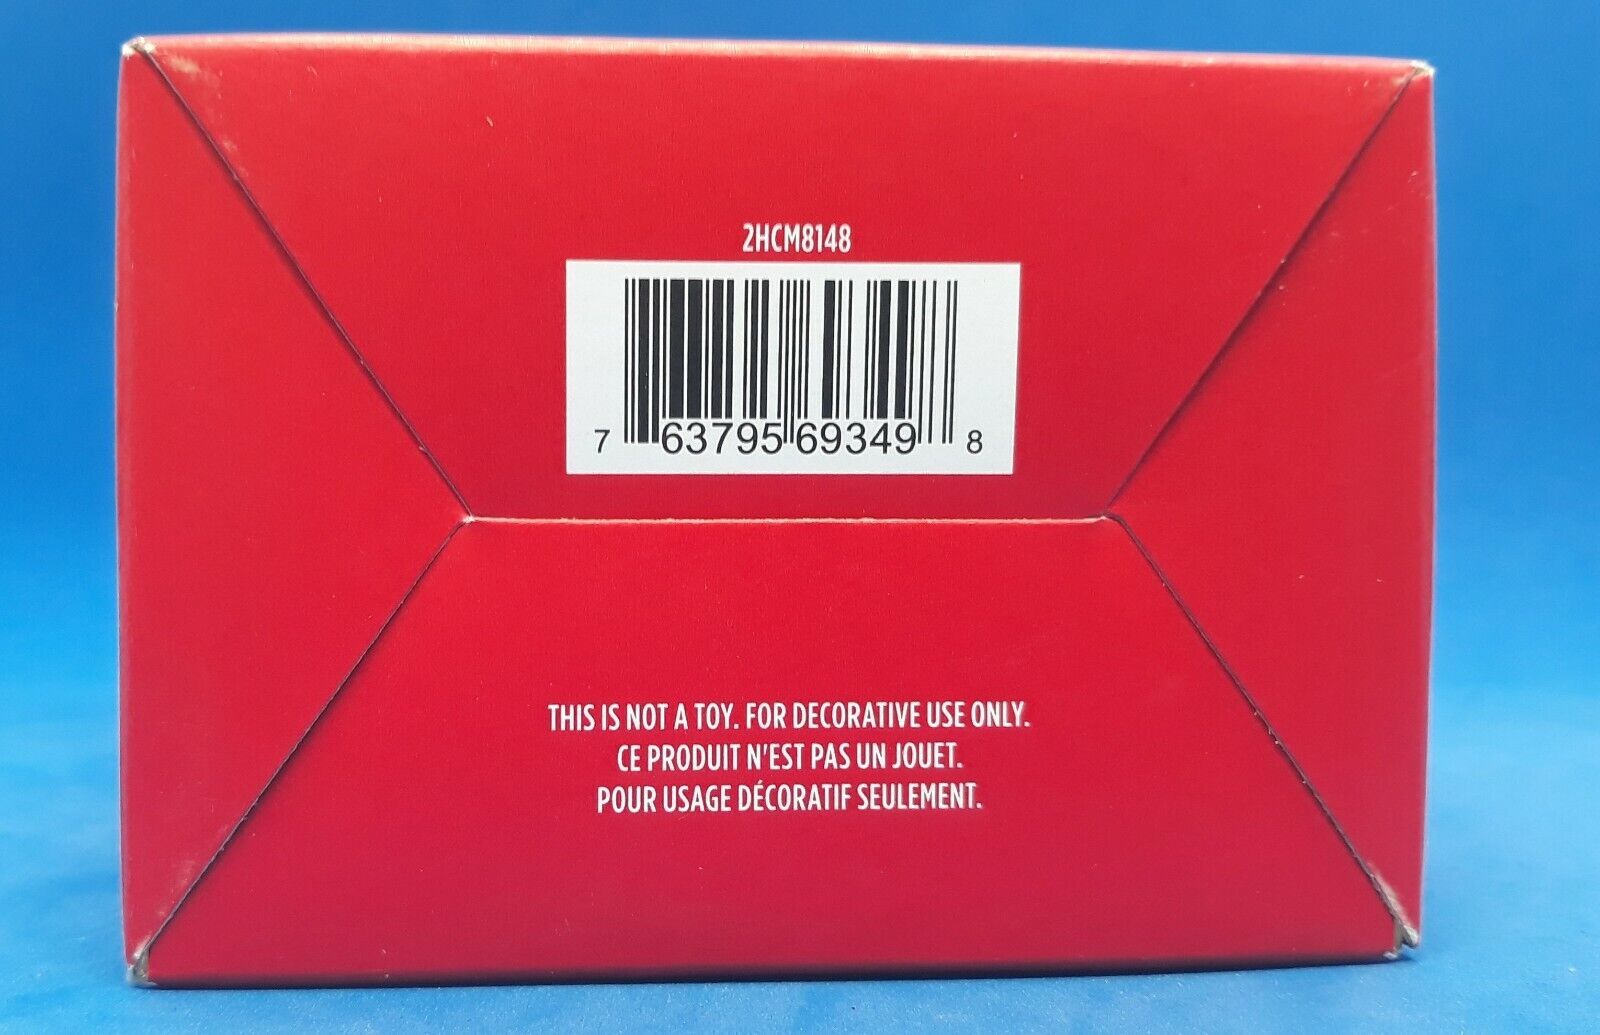 2HCM8148
7 63795 69349 8
THIS IS NOT A TOY. FOR DECORATIVE USE ONLY.
CE PRODUIT N'EST PAS UN JOUET.
POUR USAGE DÉCORATIF SEULEMENT.